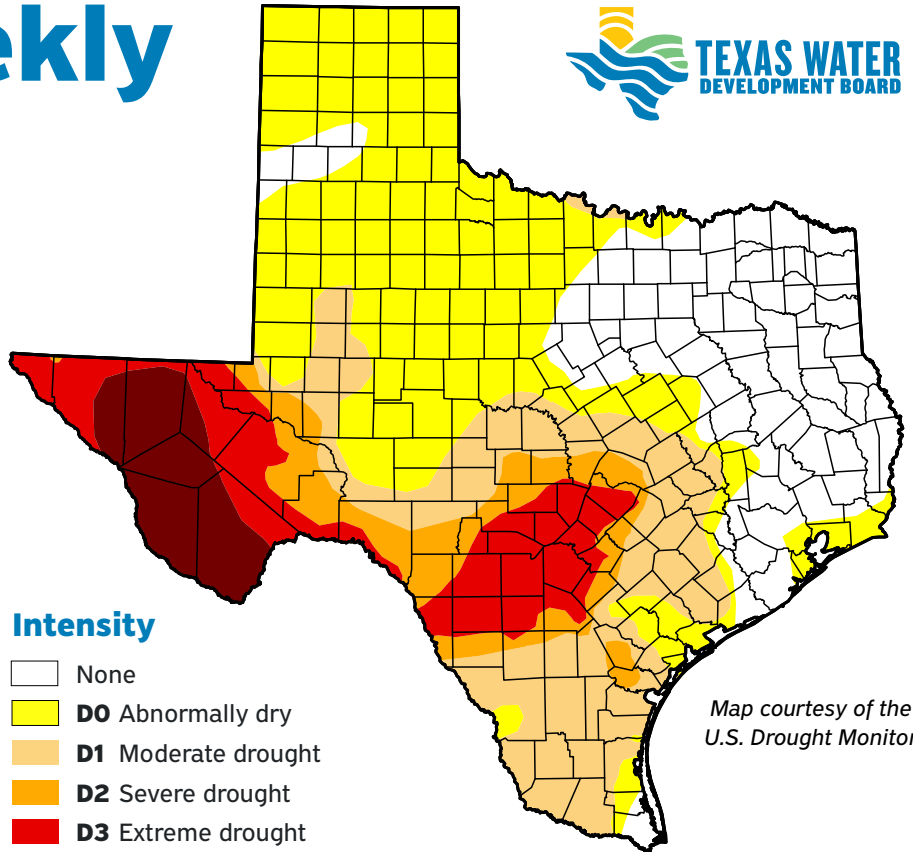 ekly
TEXAS WATER
DEVELOPMENT BOARD
Intensity
None
D0 Abnormally dry
D1 Moderate drought
D2 Severe drought
D3 Extreme drought
Map courtesy of the
U.S. Drought Monitor